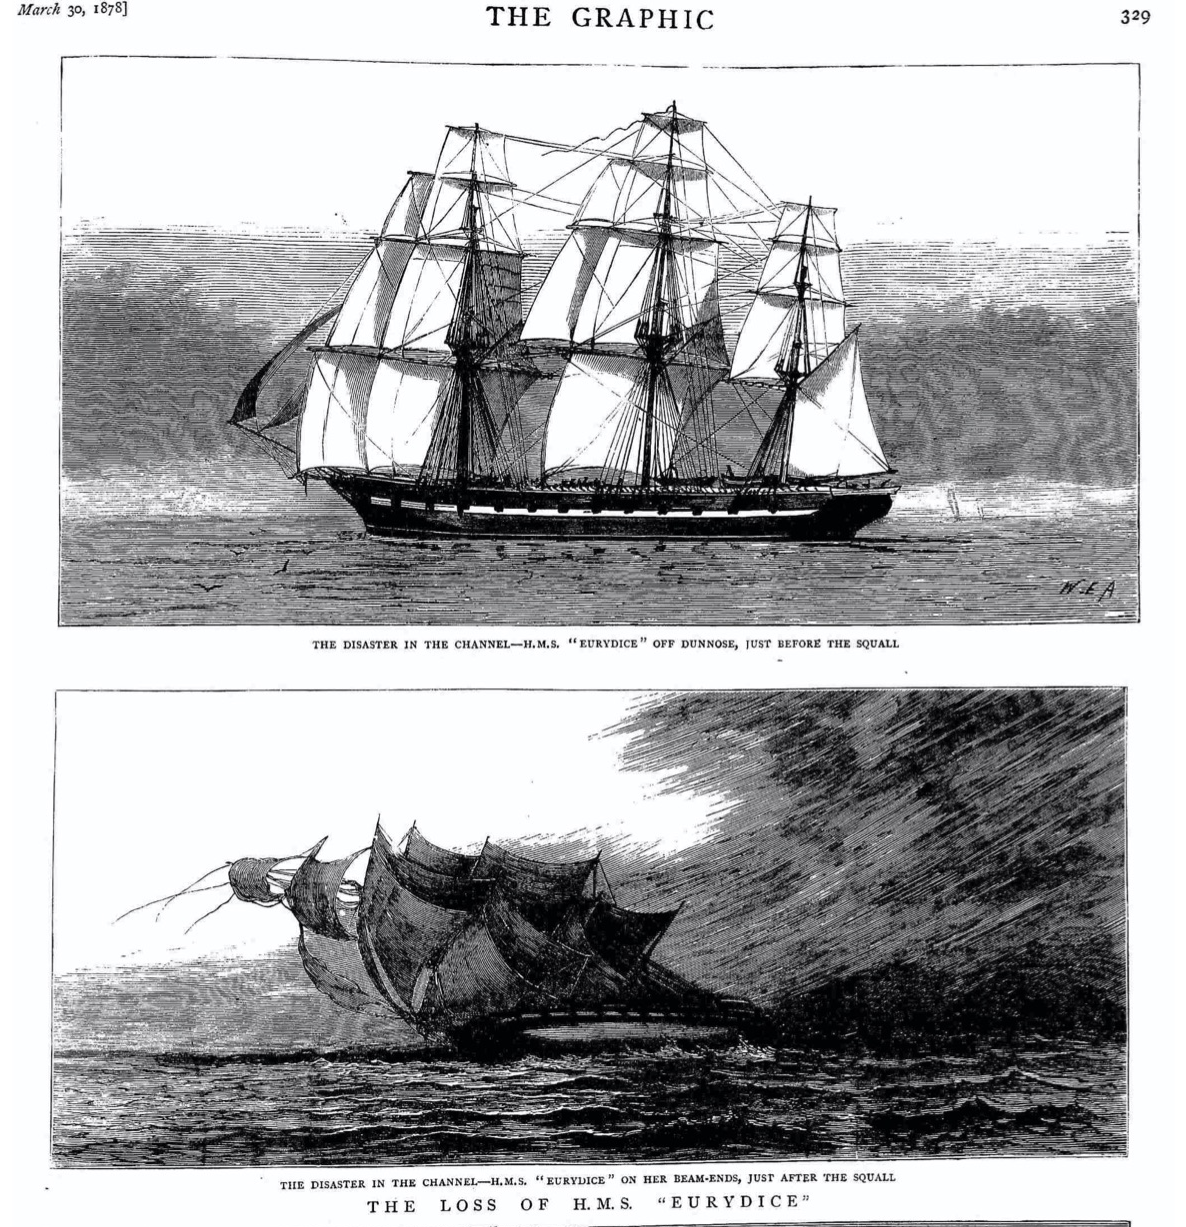 March 30, 1878]
THE GRAPHIC
329
W.E.A
THE DISASTER IN THE CHANNEL—H.M.S. "EURYDICE" OFF DUNNOSE, JUST BEFORE THE SQUALL
THE DISASTER IN THE CHANNEL—H.M.S. "EURYDICE" ON HER BEAM-ENDS, JUST AFTER THE SQUALL
THE LOSS OF H.M.S. "EURYDICE"